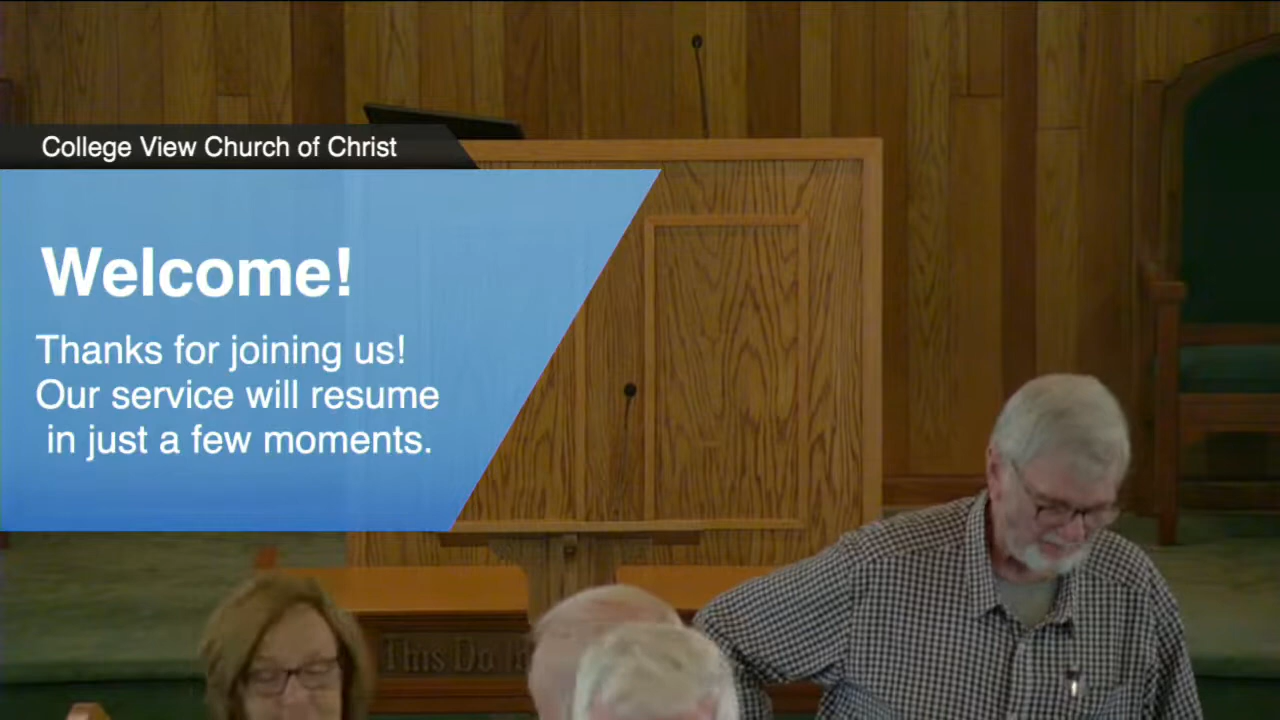 College View Church of Christ
Welcome!
Thanks for joining us!
Our service will resume
in just a few moments.
This Do